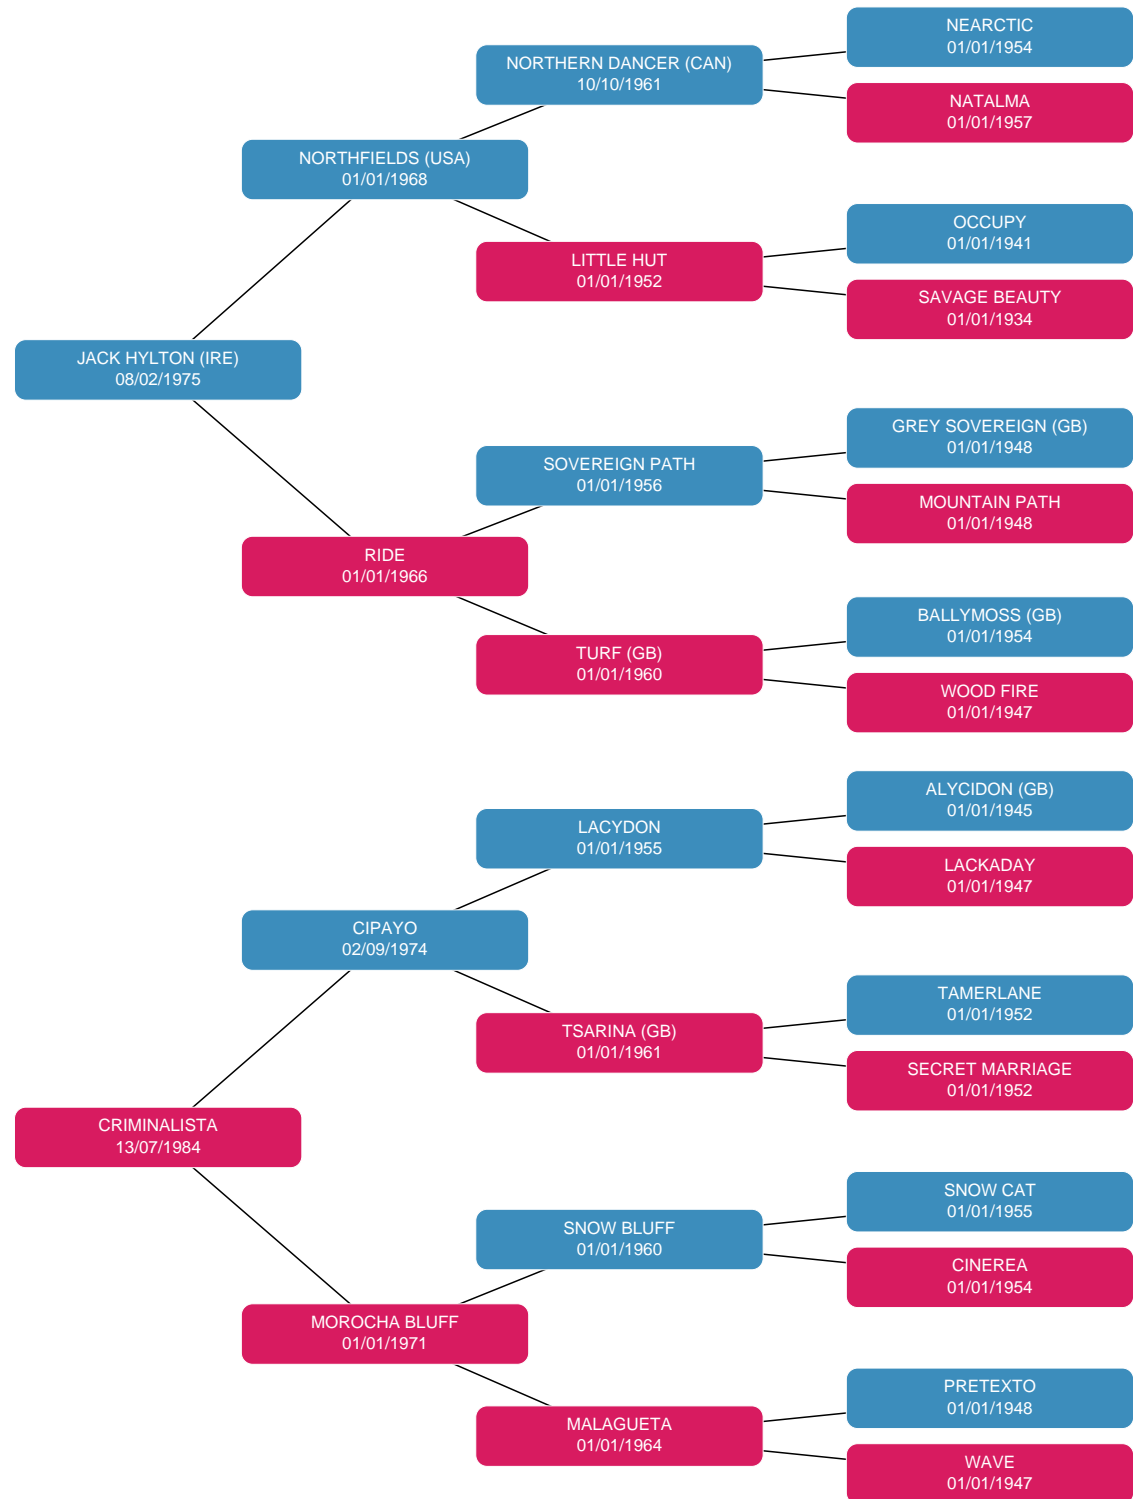 NEARCTIC
01/01/1954
NORTHERN DANCER (CAN)
10/10/1961
NATALMA
01/01/1957
NORTHFIELDS (USA)
01/01/1968
OCCUPY
01/01/1941
LITTLE HUT
01/01/1952
SAVAGE BEAUTY
01/01/1934
JACK HYLTON (IRE)
08/02/1975
GREY SOVEREIGN (GB)
01/01/1948
SOVEREIGN PATH
01/01/1956
MOUNTAIN PATH
01/01/1948
RIDE
01/01/1966
BALLYMOSS (GB)
01/01/1954
TURF (GB)
01/01/1960
WOOD FIRE
01/01/1947
ALYCIDON (GB)
01/01/1945
LACYDON
01/01/1955
LACKADAY
01/01/1947
CIPAYO
02/09/1974
TAMERLANE
01/01/1952
TSARINA (GB)
01/01/1961
SECRET MARRIAGE
01/01/1952
CRIMINALISTA
13/07/1984
SNOW CAT
01/01/1955
SNOW BLUFF
01/01/1960
CINEREA
01/01/1954
MOROCHA BLUFF
01/01/1971
PRETEXTO
01/01/1948
MALAGUETA
01/01/1964
WAVE
01/01/1947